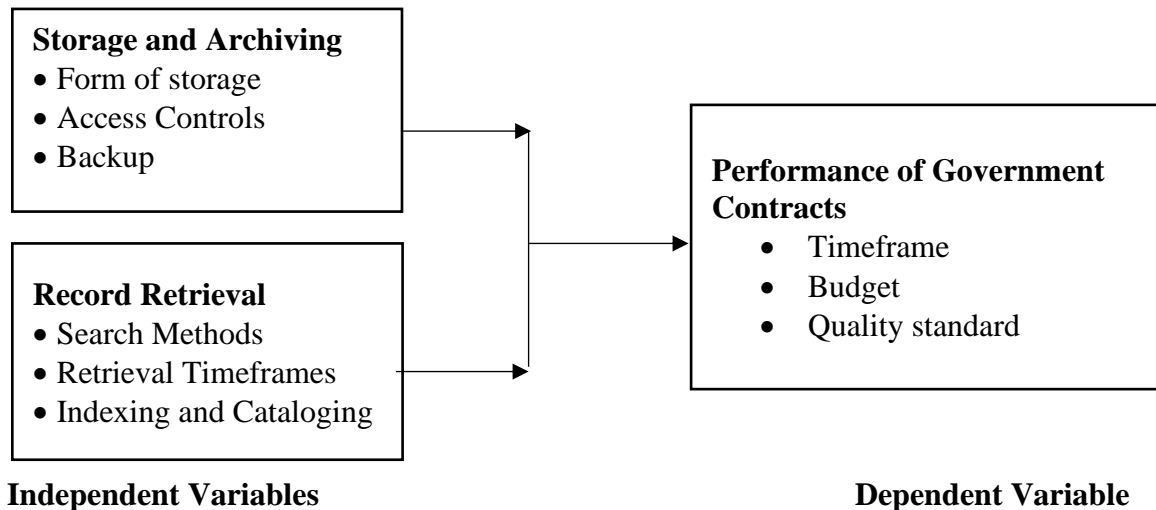 Storage and Archiving
• Form of storage
• Access Controls
• Backup
Record Retrieval
• Search Methods
• Retrieval Timeframes
• Indexing and Cataloging
Performance of Government
Contracts
• Timeframe
• Budget
• Quality standard
Independent Variables
Dependent Variable